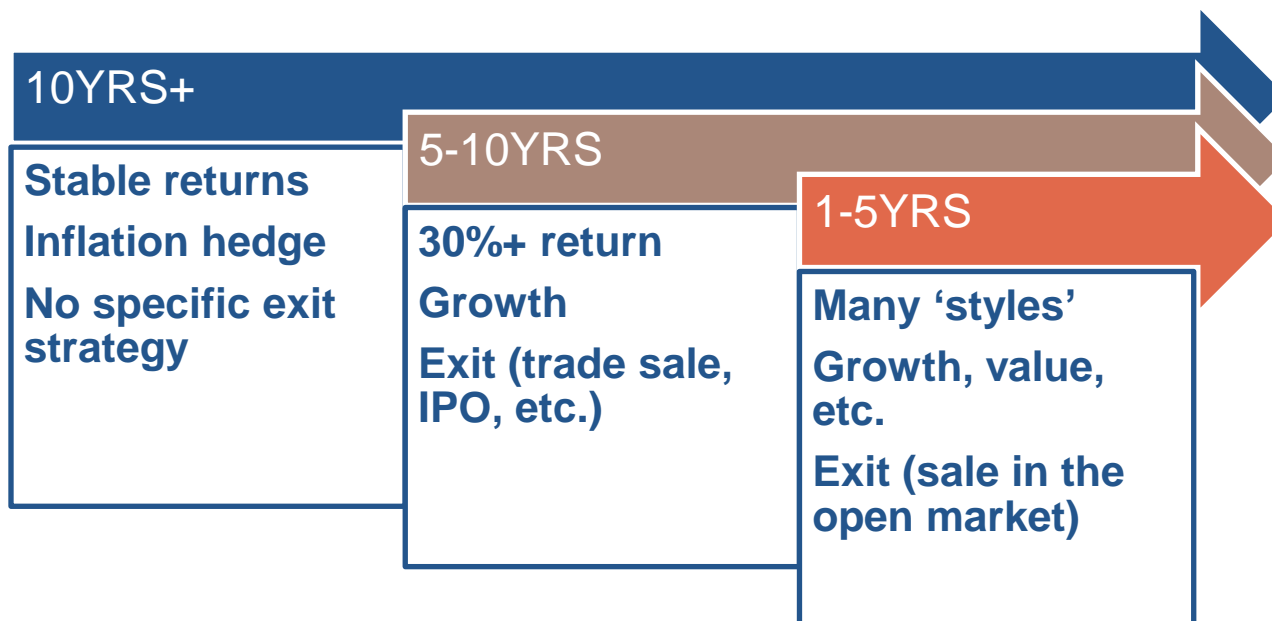 10YRS+
Stable returns
Inflation hedge
No specific exit
strategy
5-10YRS
30%+ return
Growth
Exit (trade sale,
IPO, etc.)
1-5YRS
Many ‘styles’
Growth, value,
etc.
Exit (sale in the
open market)